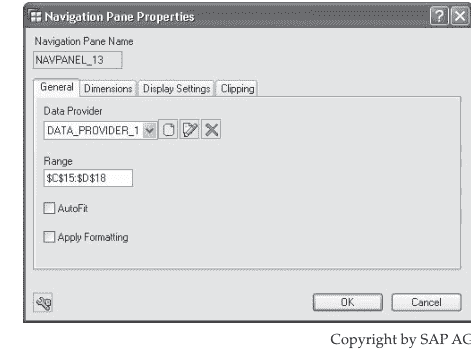 Navigation Pane Properties
Navigation Pane Name
NAVPANEL_13
General Dimensions Display Settings Clipping
Data Provider
DATA_PROVIDER_1
Range
$C$15:$D$18
AutoFit
Apply Formatting
OK Cancel
Copyright by SAP AG